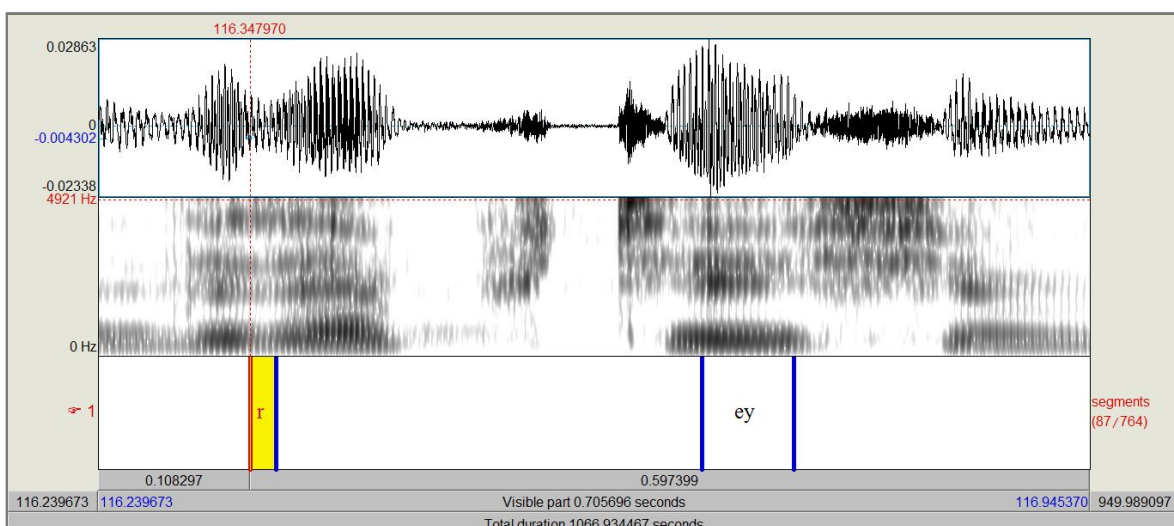 116.347970
0.02863
0
-0.004302
-0.02338
4921 Hz
0 Hz
☞ 1
r
ey
segments
(87/764)
0.108297 0.597399
116.239673 116.239673 Visible part 0.705696 seconds 116.945370 949.989097
Total duration 1066.934467 seconds